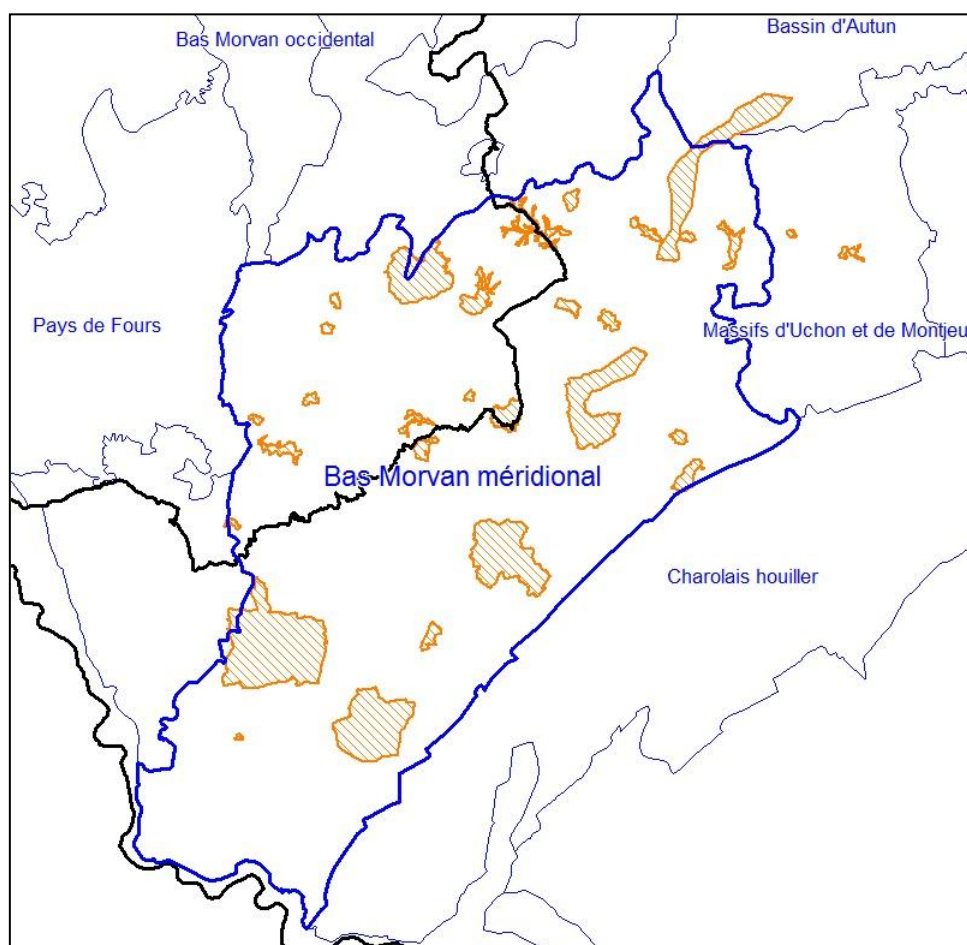 Bassin d'Autun
Bas Morvan occidental
Pays de Fours
Massifs d'Uchon et de Montjeu
Bas Morvan méridional
Charolais houiller